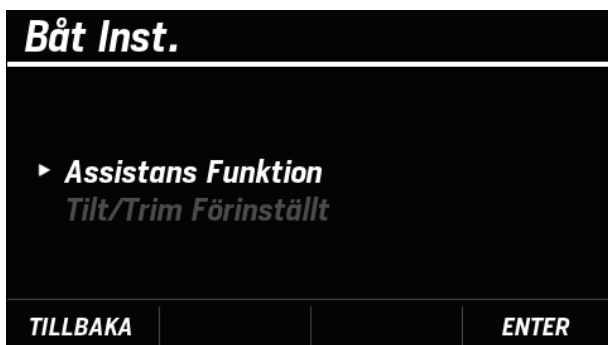 Båt Inst.
Assistans Funktion
Tilt/Trim Förinställt
TILLBAKA
ENTER